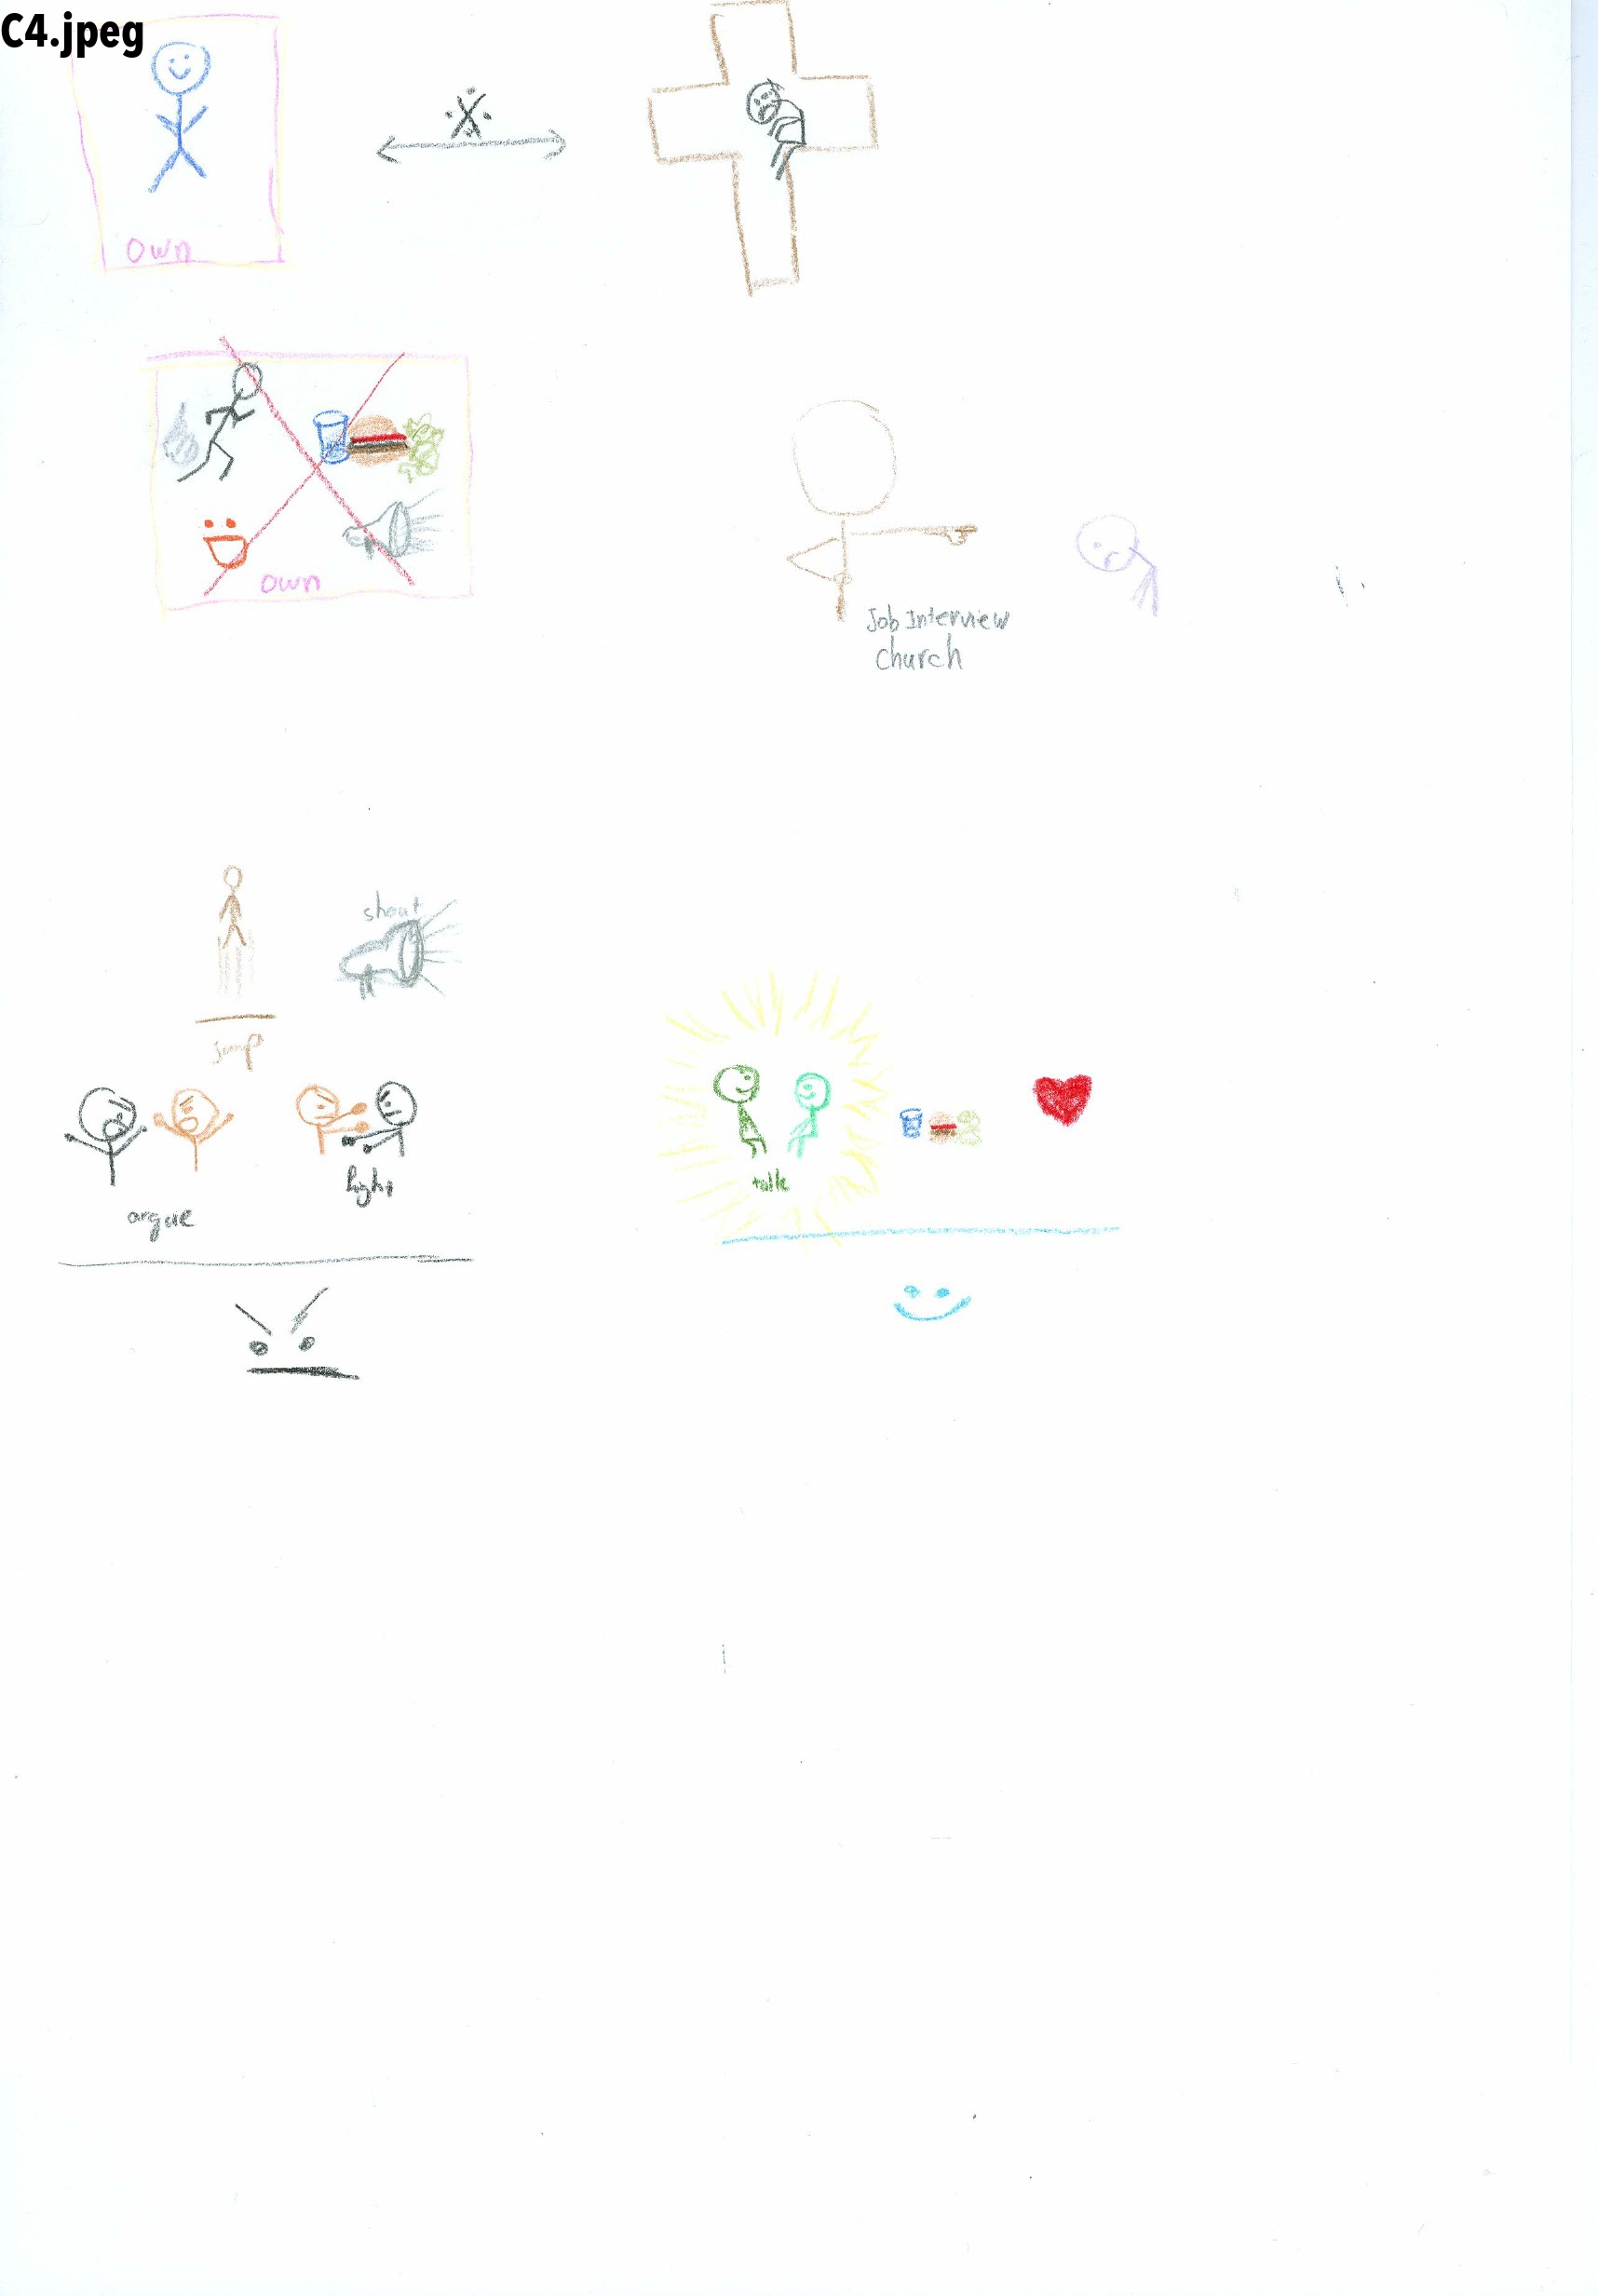 C4.jpeg
own
own
Job Interview
church
shout
jump
fight
argue
talk